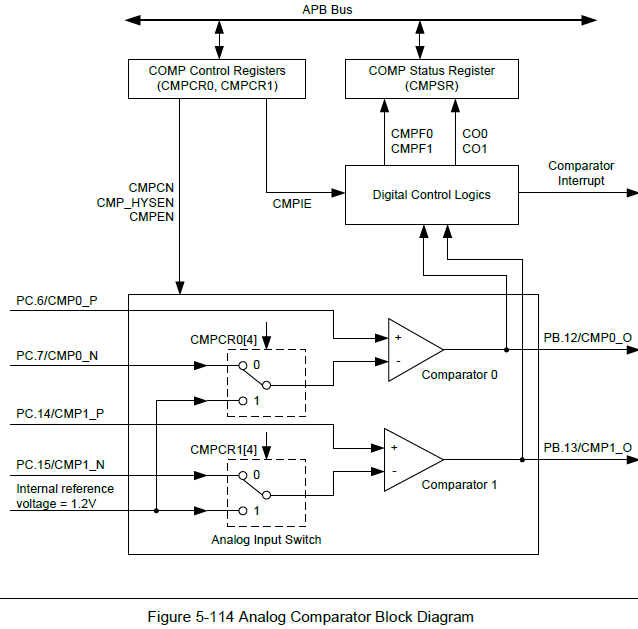 APB Bus
COMP Control Registers
(CMPCR0, CMPCR1)
COMP Status Register
(CMPSR)
CMPF0
CMPF1
CO0
CO1
Comparator
Interrupt
Digital Control Logics
CMPCN
CMP_HYSEN
CMPEN
CMPIE
PC.6/CMP0_P
CMPCR0[4]
+
PB.12/CMP0_O
PC.7/CMP0_N
0
-
Comparator 0
1
PC.14/CMP1_P
CMPCR1[4]
+
PB.13/CMP1_O
PC.15/CMP1_N
0
-
Comparator 1
Internal reference
voltage = 1.2V
1
Analog Input Switch
Figure 5-114 Analog Comparator Block Diagram